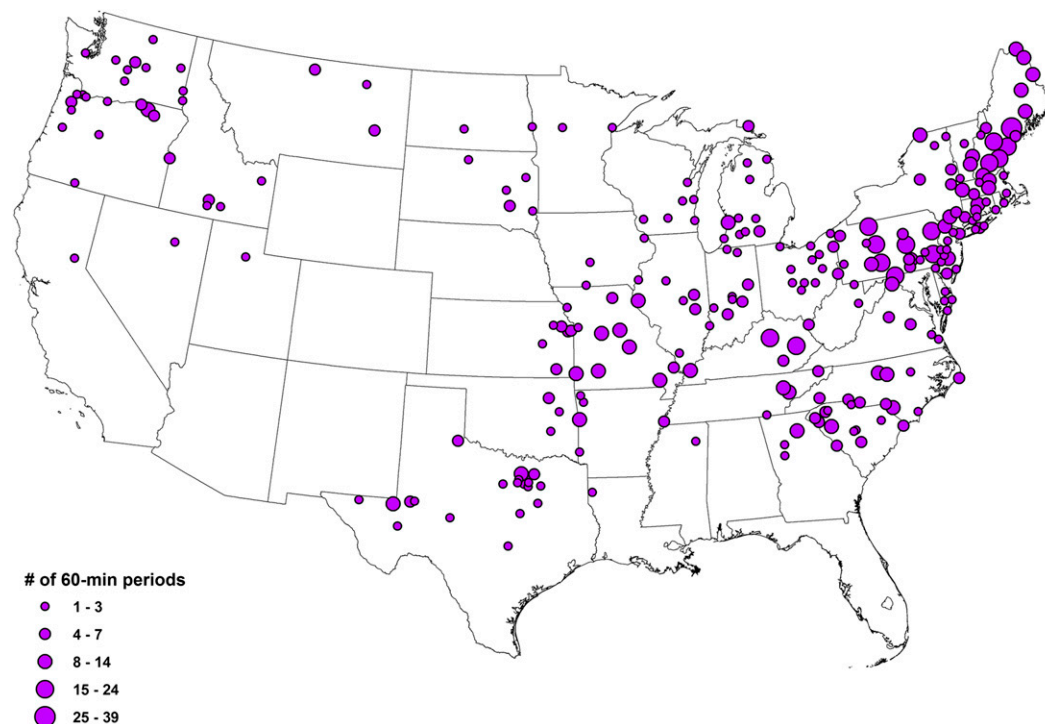 # of 60-min periods
1 - 3
4 - 7
8 - 14
15 - 24
25 - 39